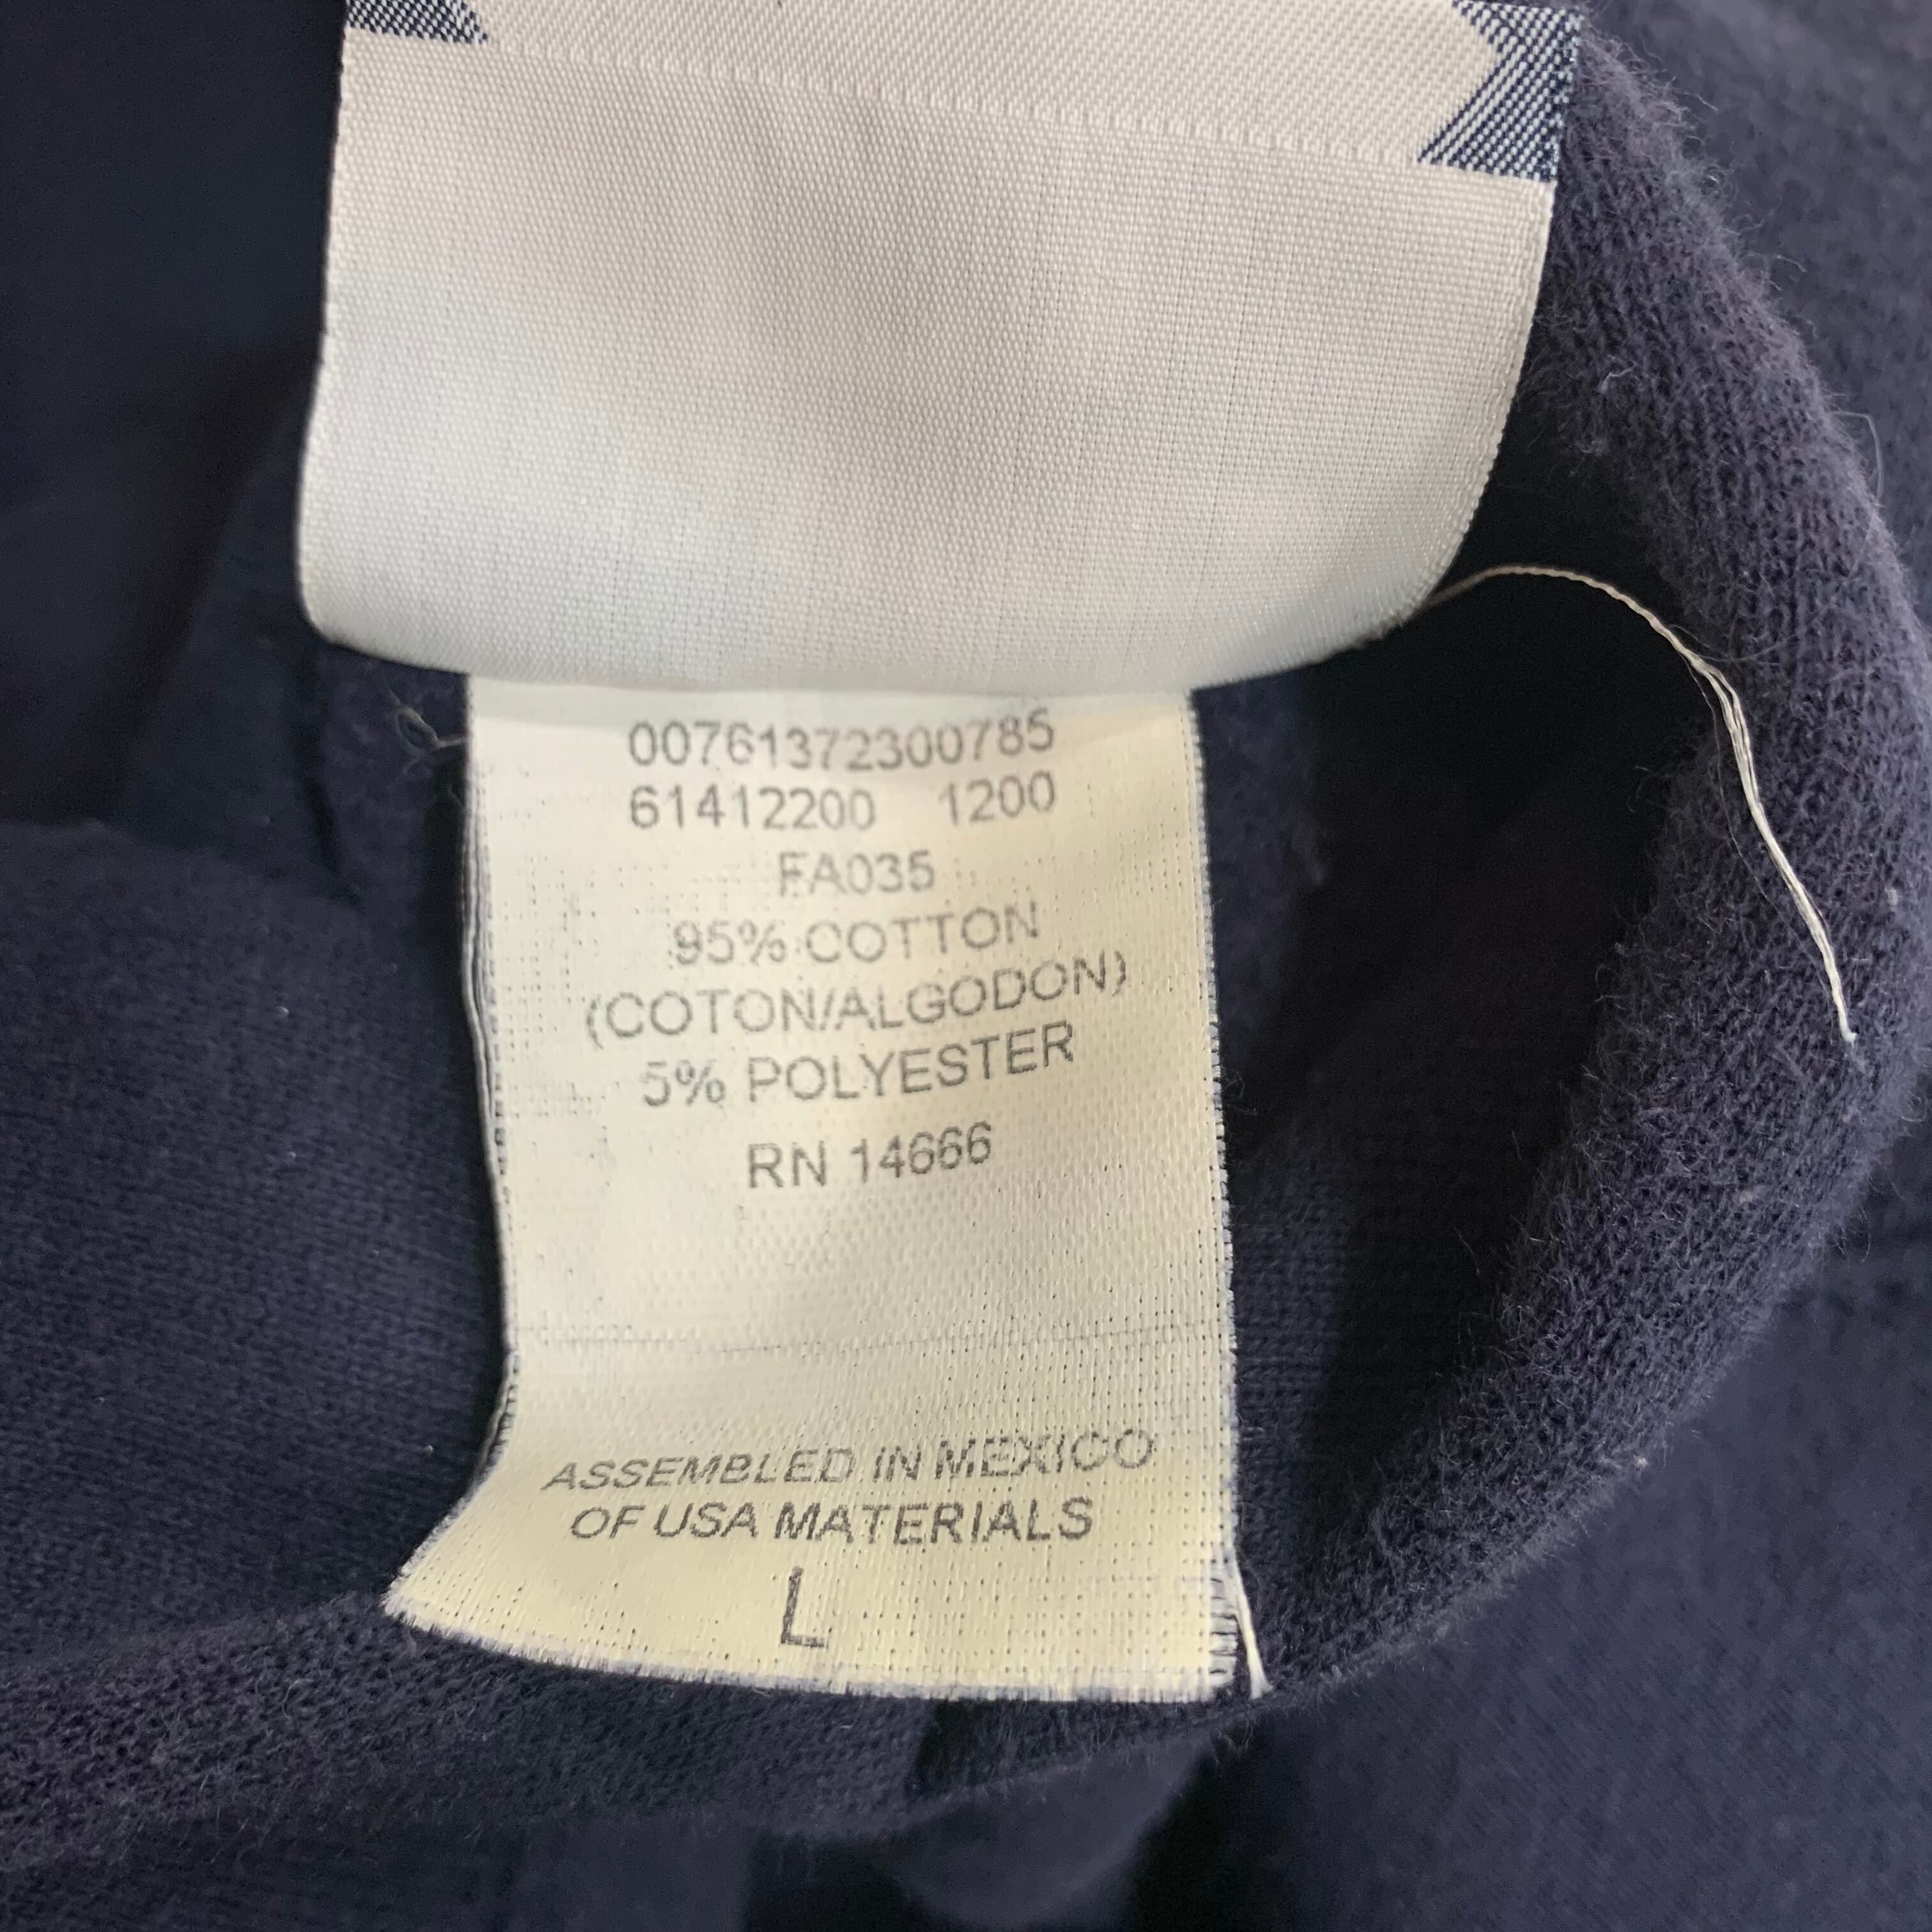 00761372300785
61412200 1200
FA035
95% COTTON
(COTON/ALGODON)
5% POLYESTER
RN 14666
ASSEMBLED IN MEXICO
OF USA MATERIALS
L